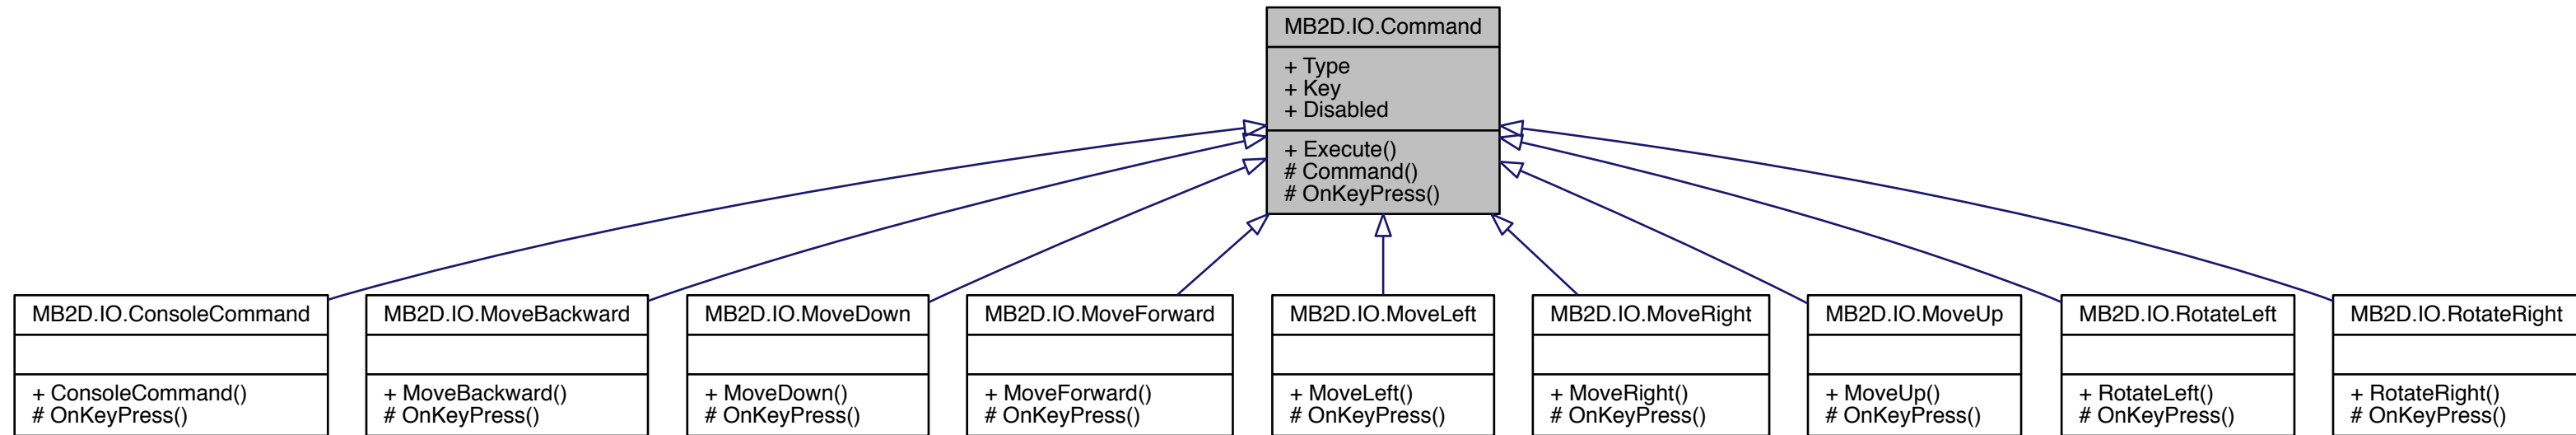 MB2D.IO.Command
+ Type
+ Key
+ Disabled
+ Execute()
# Command()
# OnKeyPress()
MB2D.IO.ConsoleCommand
+ ConsoleCommand()
# OnKeyPress()
MB2D.IO.MoveBackward
+ MoveBackward()
# OnKeyPress()
MB2D.IO.MoveDown
+ MoveDown()
# OnKeyPress()
MB2D.IO.MoveForward
+ MoveForward()
# OnKeyPress()
MB2D.IO.MoveLeft
+ MoveLeft()
# OnKeyPress()
MB2D.IO.MoveRight
+ MoveRight()
# OnKeyPress()
MB2D.IO.MoveUp
+ MoveUp()
# OnKeyPress()
MB2D.IO.RotateLeft
+ RotateLeft()
# OnKeyPress()
MB2D.IO.RotateRight
+ RotateRight()
# OnKeyPress()